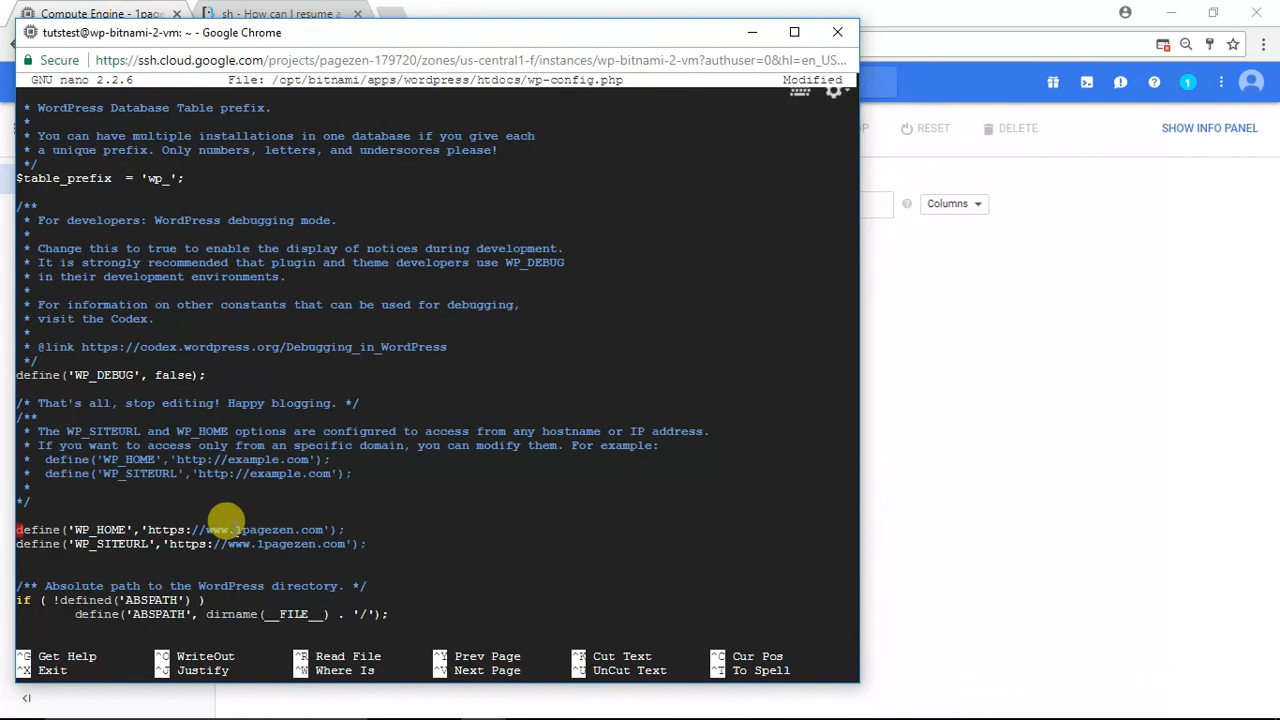 Compute Engine - 1page
sh - How can I resume a
tutstest@wp-bitnami-2-vm: ~ - Google Chrome
Secure https://ssh.cloud.google.com/projects/pagezen-179720/zones/us-central1-f/instances/wp-bitnami-2-vm?authuser=0&hl=en_US...
GNU nano 2.2.6 File: /opt/bitnami/apps/wordpress/htdocs/wp-config.php Modified
* WordPress Database Table prefix.
*
* You can have multiple installations in one database if you give each
* a unique prefix. Only numbers, letters, and underscores please!
*/
$table_prefix = 'wp_';
/**
* For developers: WordPress debugging mode.
*
* Change this to true to enable the display of notices during development.
* It is strongly recommended that plugin and theme developers use WP_DEBUG
* in their development environments.
*
* For information on other constants that can be used for debugging,
* visit the Codex.
*
* @link https://codex.wordpress.org/Debugging_in_WordPress
*/
define('WP_DEBUG', false);
/* That's all, stop editing! Happy blogging. */
/**
* The WP_SITEURL and WP_HOME options are configured to access from any hostname or IP address.
* If you want to access only from an specific domain, you can modify them. For example:
* define('WP_HOME','http://example.com');
* define('WP_SITEURL','http://example.com');
*
*/
define('WP_HOME','https://www.1pagezen.com');
define('WP_SITEURL','https://www.1pagezen.com');
/** Absolute path to the WordPress directory. */
if ( !defined('ABSPATH') )
define('ABSPATH', dirname(__FILE__) . '/');
^G Get Help ^O WriteOut ^R Read File ^Y Prev Page ^K Cut Text ^C Cur Pos
^X Exit ^J Justify ^W Where Is ^V Next Page ^U UnCut Text ^T To Spell
1
RESET DELETE SHOW INFO PANEL
Columns